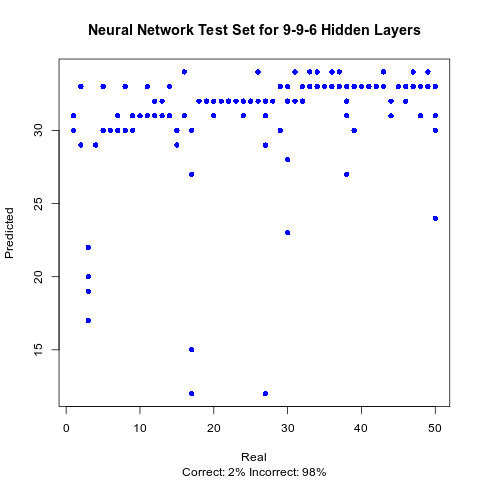 Neural Network Test Set for 9-9-6 Hidden Layers
Predicted
30
25
20
15
0 10 20 30 40 50
Real
Correct: 2% Incorrect: 98%